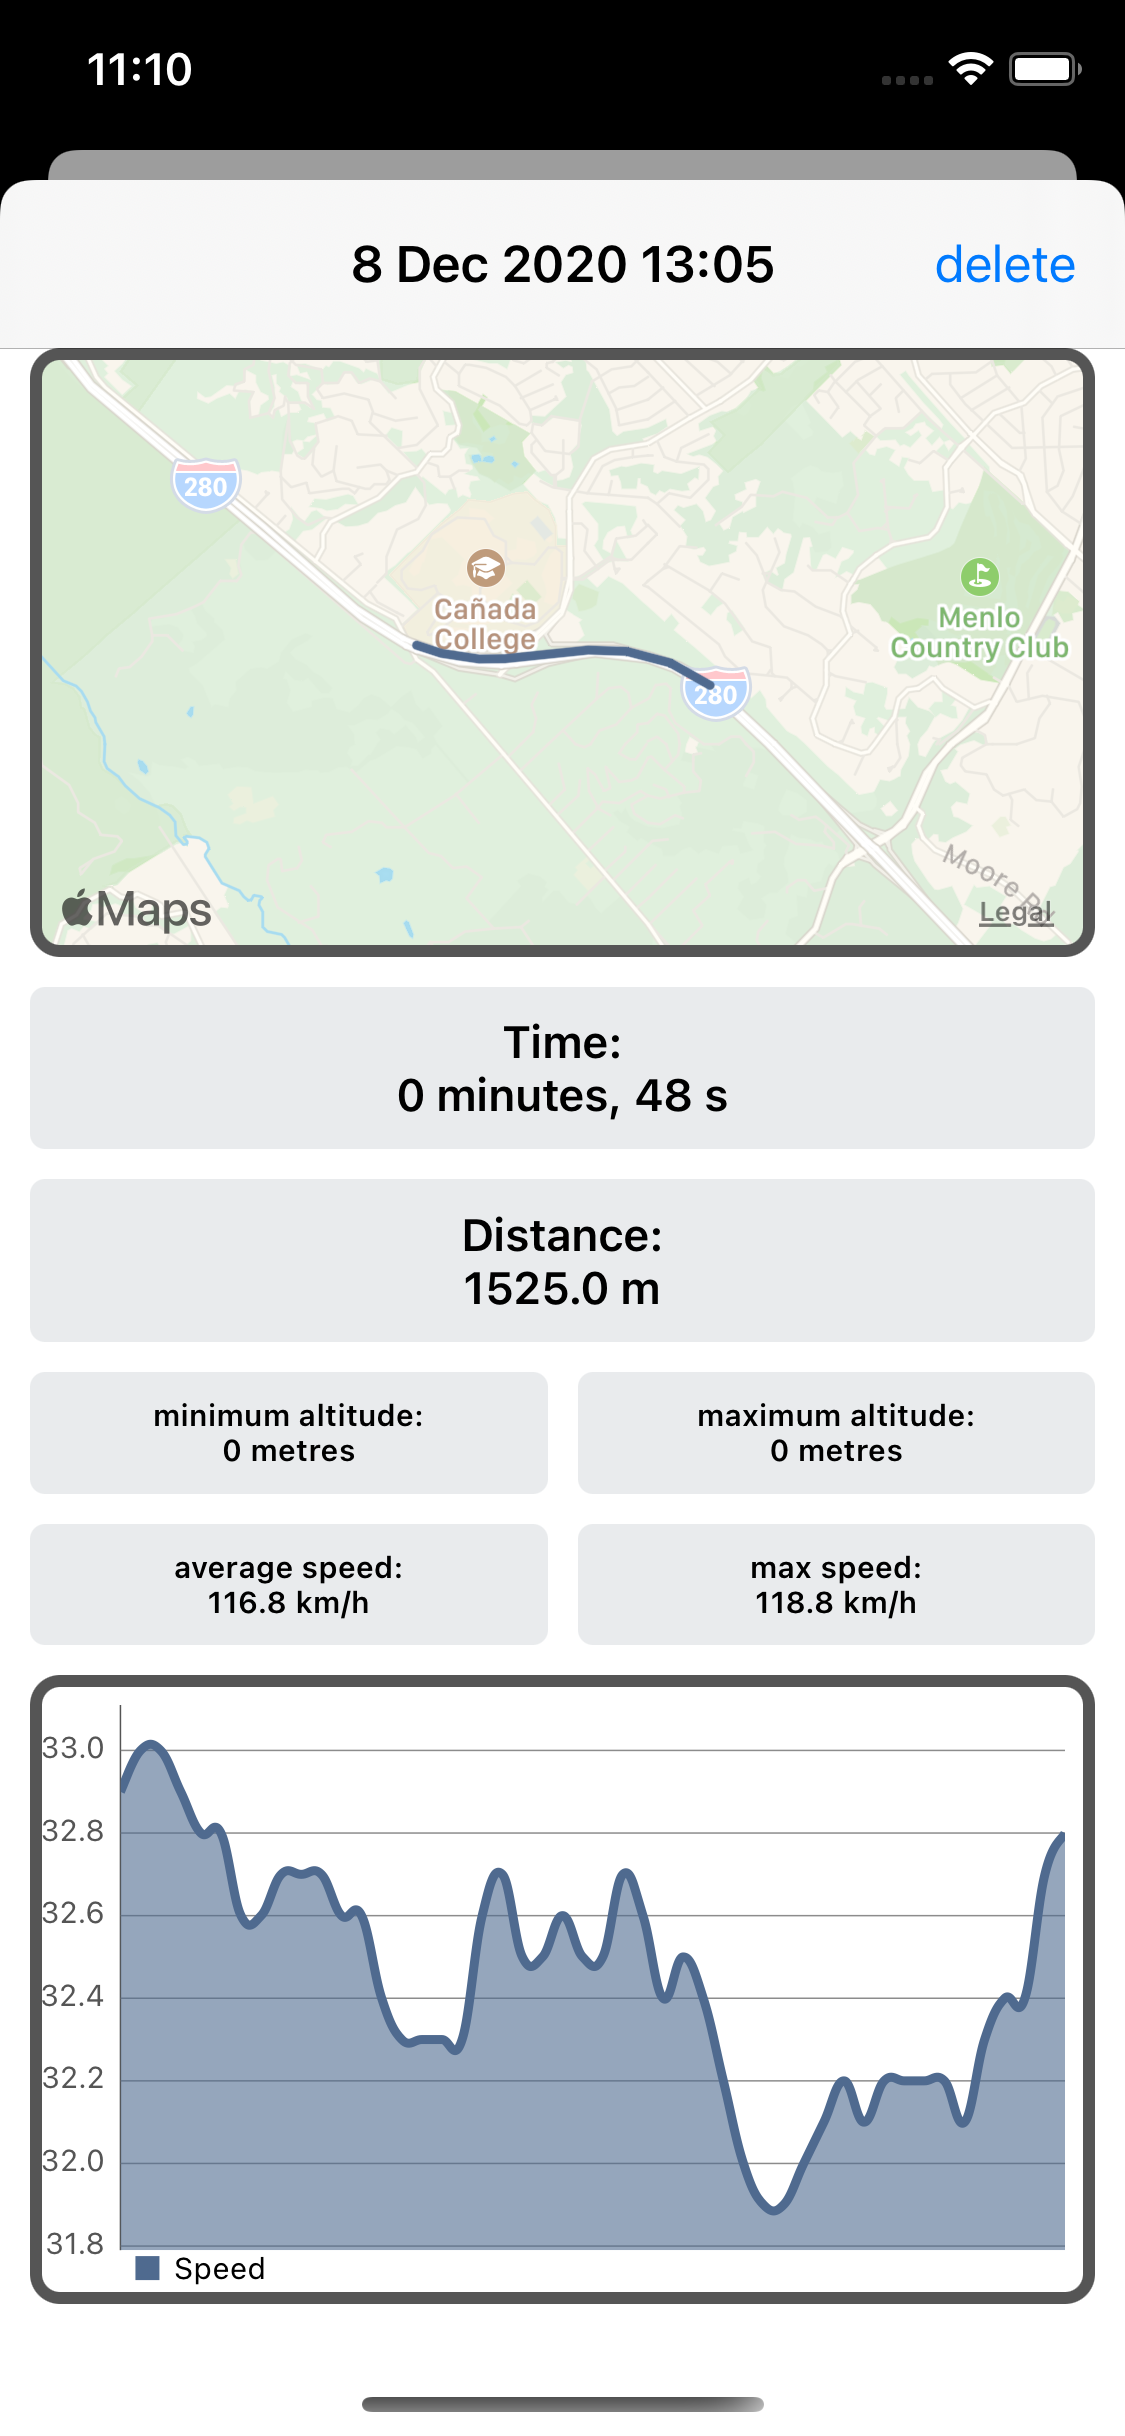 11:10
8 Dec 2020 13:05
delete
280
Cañada
College
Menlo
Country Club
280
Moore Rd
Maps
Legal
Time:
0 minutes, 48 s
Distance:
1525.0 m
minimum altitude:
0 metres
maximum altitude:
0 metres
average speed:
116.8 km/h
max speed:
118.8 km/h
33.0
32.8
32.6
32.4
32.2
32.0
31.8
Speed